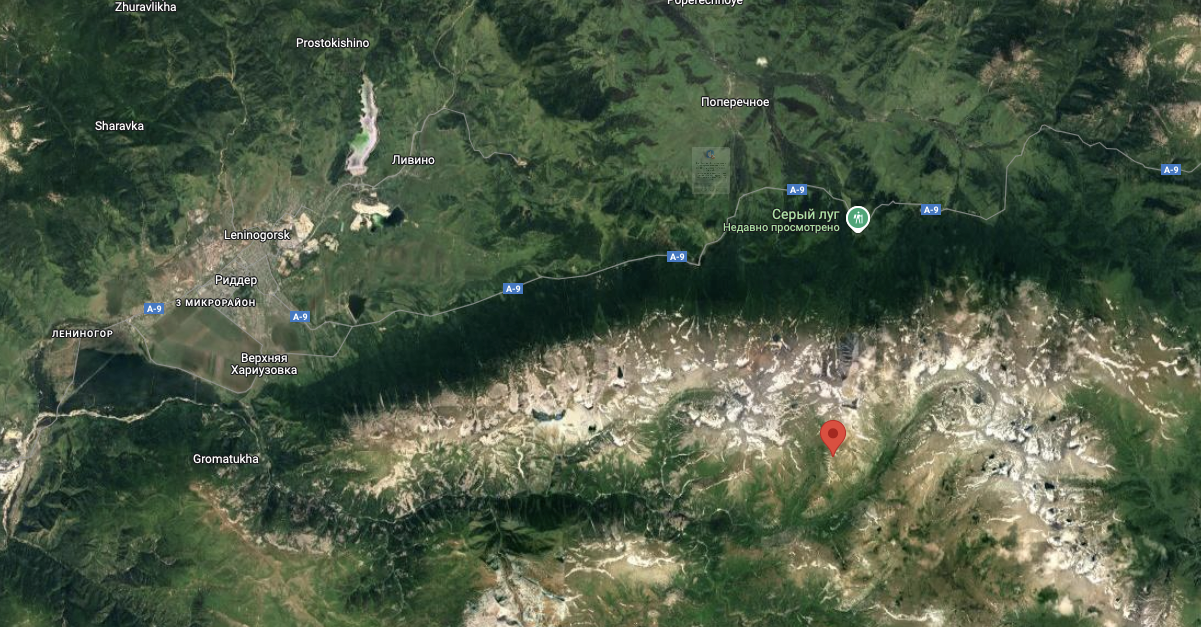 Zhuravlikha
Poperechnoye
Prostokishino
Поперечное
Sharavka
Ливино
A-9
A-9
Серый луг
Недавно просмотрено
A-9
Leninogorsk
A-9
Риддер
A-9
3 МИКРОРАЙОН
A-9
A-9
ЛЕНИНОГОР
Верхняя
Хариузовка
Gromatukha